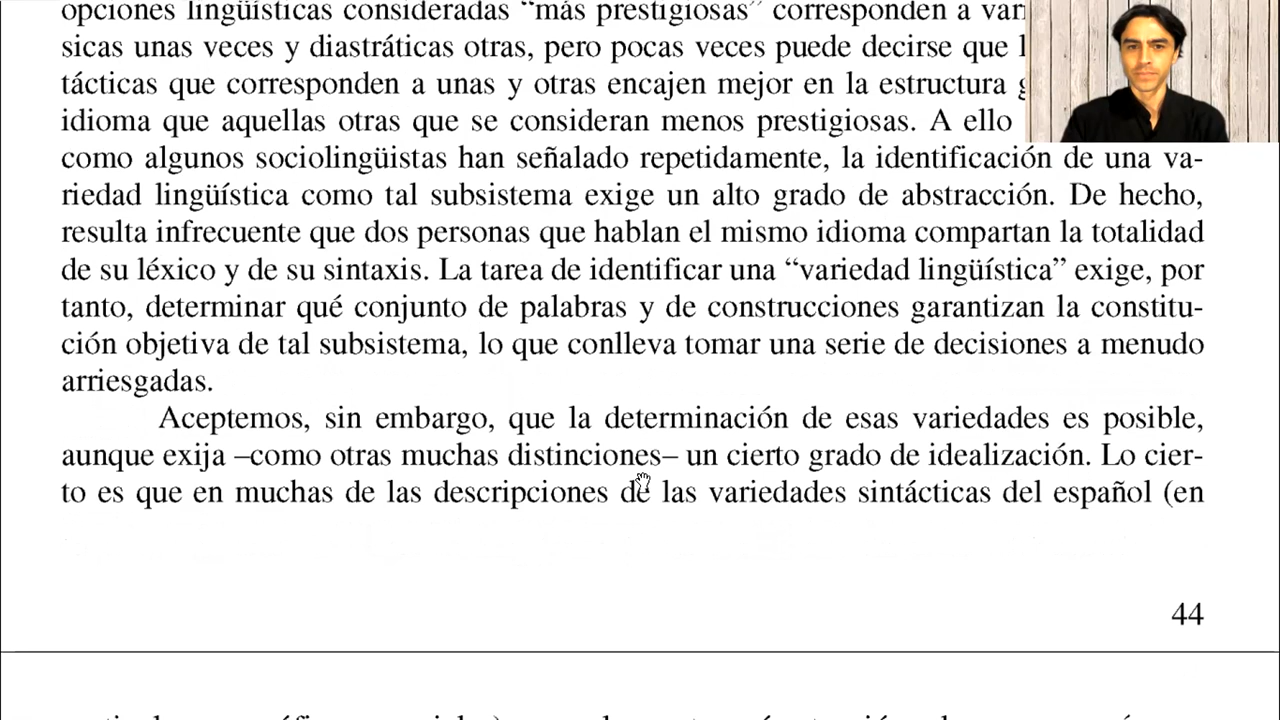 opciones lingüísticas consideradas “más prestigiosas” corresponden a
sicas unas veces y diastráticas otras, pero pocas veces puede decirse que
tácticas que corresponden a unas y otras encajen mejor en la estructura
idioma que aquellas otras que se consideran menos prestigiosas. A ello
como algunos sociolingüistas han señalado repetidamente, la identificación de una va-
riedad lingüística como tal subsistema exige un alto grado de abstracción. De hecho,
resulta infrecuente que dos personas que hablan el mismo idioma compartan la totalidad
de su léxico y de su sintaxis. La tarea de identificar una “variedad lingüística” exige, por
tanto, determinar qué conjunto de palabras y de construcciones garantizan la constitu-
ción objetiva de tal subsistema, lo que conlleva tomar una serie de decisiones a menudo
arriesgadas.
Aceptemos, sin embargo, que la determinación de esas variedades es posible,
aunque exija –como otras muchas distinciones– un cierto grado de idealización. Lo cier-
to es que en muchas de las descripciones de las variedades sintácticas del español (en
44